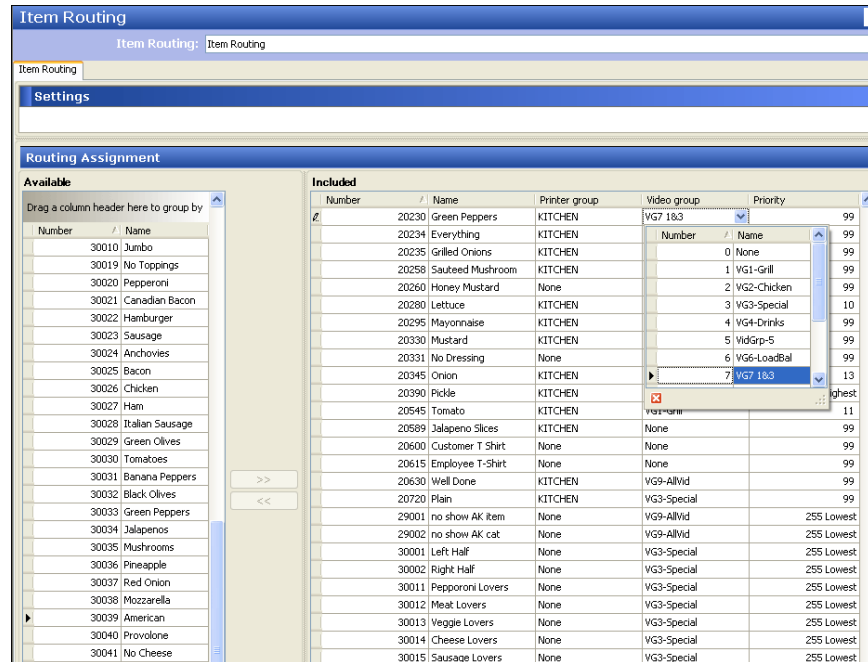 Item Routing
Item Routing: Item Routing
Item Routing
Settings
Routing Assignment
Available
Drag a column header here to group by
Number / Name
30010 Jumbo
30019 No Toppings
30020 Pepperoni
30021 Canadian Bacon
30022 Hamburger
30023 Sausage
30024 Anchovies
30025 Bacon
30026 Chicken
30027 Ham
30028 Italian Sausage
30029 Green Olives
30030 Tomatoes
30031 Banana Peppers
30032 Black Olives
30033 Green Peppers
30034 Jalapenos
30035 Mushrooms
30036 Pineapple
30037 Red Onion
30038 Mozzarella
30039 American
30040 Provolone
30041 No Cheese
>>
<<
Included
Number / Name Printer group Video group Priority
20230 Green Peppers KITCHEN VG7 1&3 99
20234 Everything KITCHEN 99
20235 Grilled Onions KITCHEN 99
20258 Sauteed Mushroom KITCHEN 99
20260 Honey Mustard None 99
20280 Lettuce KITCHEN 10
20295 Mayonnaise KITCHEN 99
20330 Mustard KITCHEN 99
20331 No Dressing None 99
20345 Onion KITCHEN 13
20390 Pickle KITCHEN ighest
20545 Tomato KITCHEN VG1-Grill 11
20589 Jalapeno Slices KITCHEN None 99
20600 Customer T Shirt None None 99
20615 Employee T-Shirt None None 99
20630 Well Done KITCHEN VG9-AllVid 99
20720 Plain KITCHEN VG3-Special 99
29001 no show AK item None VG9-AllVid 255 Lowest
29002 no show AK cat None VG9-AllVid 255 Lowest
30001 Left Half None VG3-Special 255 Lowest
30002 Right Half None VG3-Special 255 Lowest
30011 Pepporoni Lovers None VG3-Special 255 Lowest
30012 Meat Lovers None VG3-Special 255 Lowest
30013 Veggie Lovers None VG3-Special 255 Lowest
30014 Cheese Lovers None VG3-Special 255 Lowest
30015 Sausage Lovers None VG3-Special 255 Lowest
Number / Name
0 None
1 VG1-Grill
2 VG2-Chicken
3 VG3-Special
4 VG4-Drinks
5 VidGrp-5
6 VG6-LoadBal
7 VG7 1&3